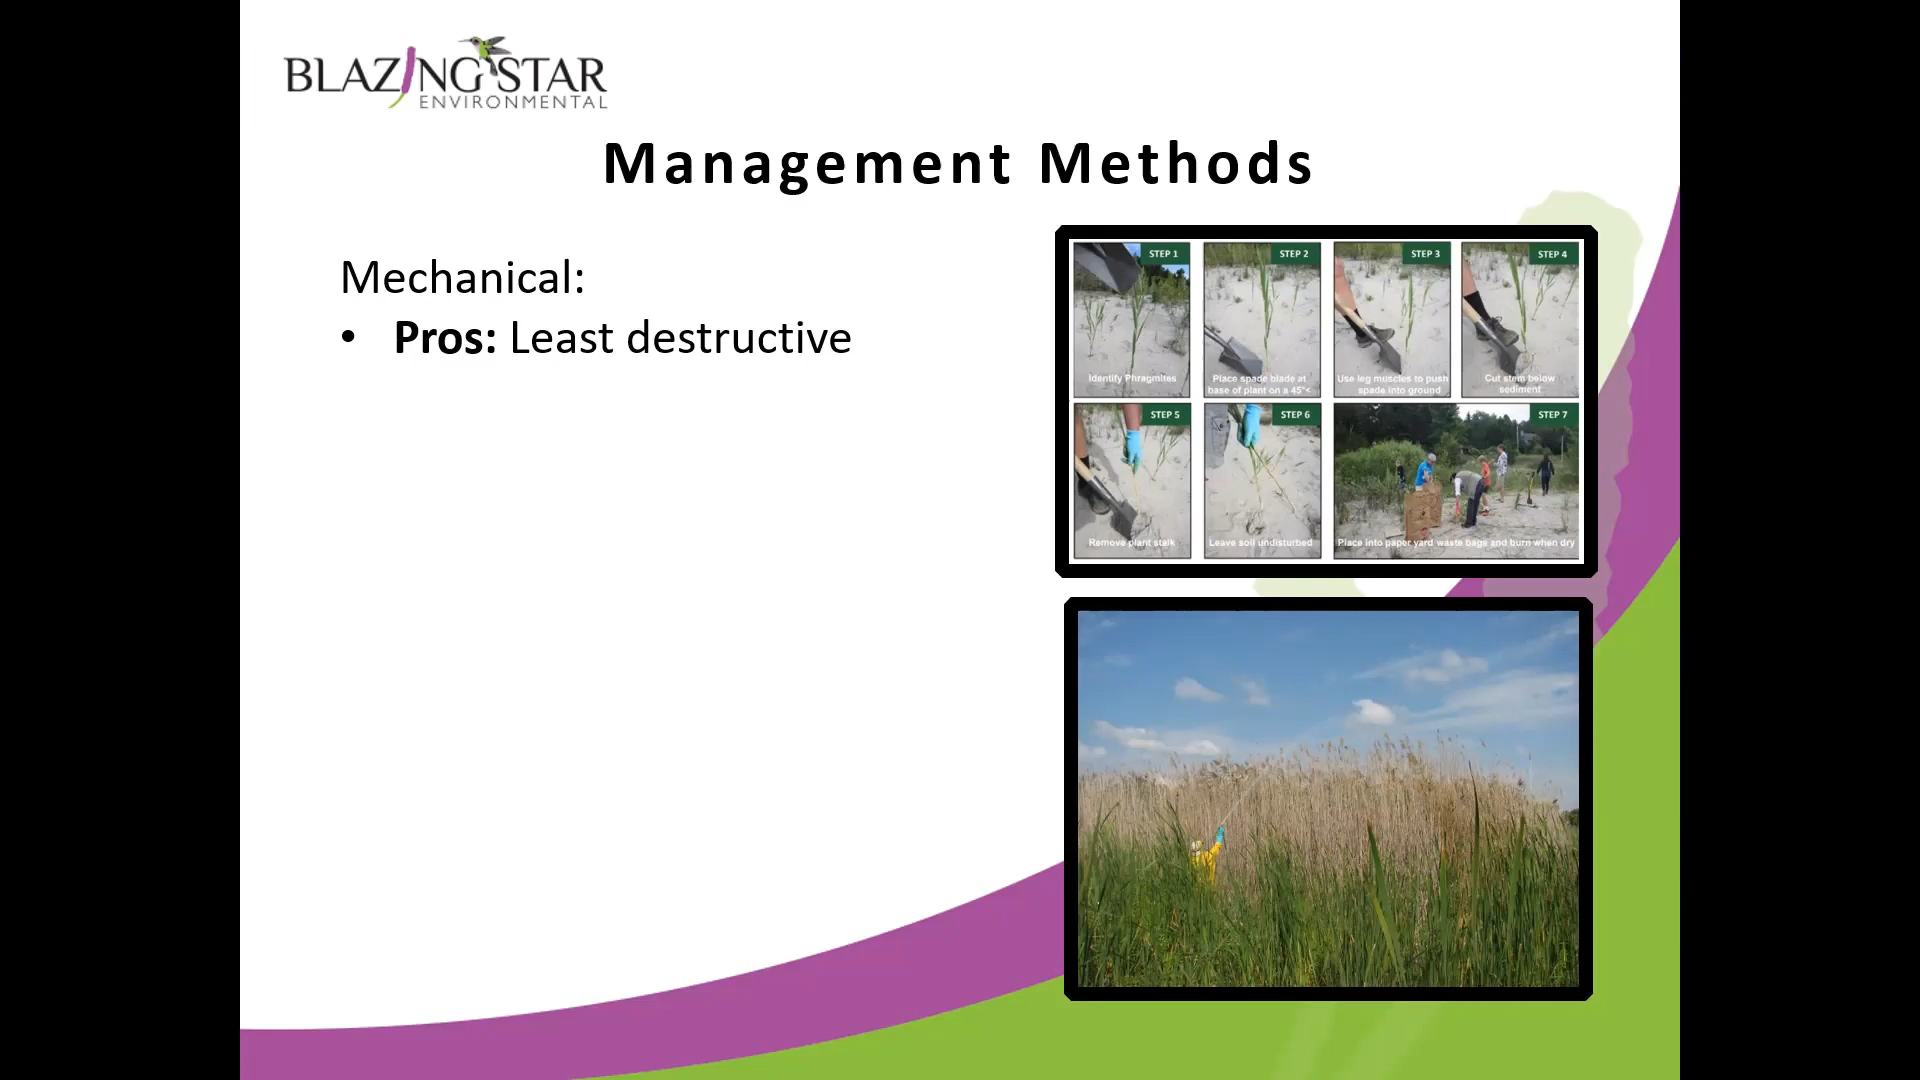 BLAZING STAR
ENVIRONMENTAL
Management Methods
Mechanical:
• Pros: Least destructive
STEP 1
Identify Phragmites
STEP 2
Place spade blade at
base of plant on a 45°<
STEP 3
Use leg muscles to push
spade into ground
STEP 4
Cut stem below
sediment
STEP 5
Remove plant stalk
STEP 6
Leave soil undisturbed
STEP 7
Place into paper yard waste bags and burn when dry